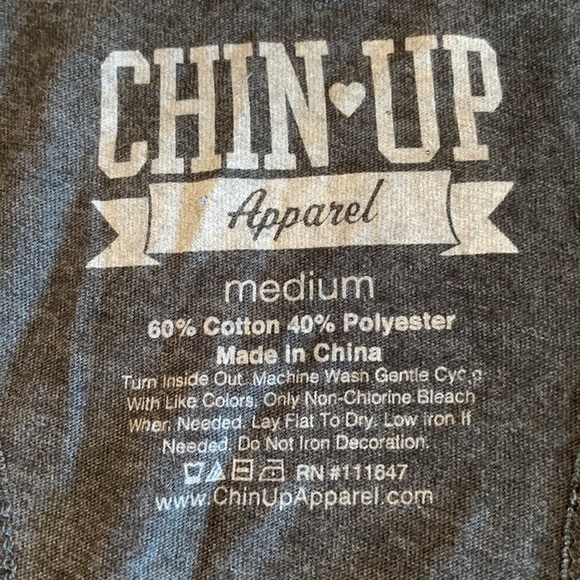 CHIN UP
Apparel
medium
60% Cotton 40% Polyester
Made in China
Turn Inside Out. Machine Wash Gentle Cycle
With Like Colors. Only Non-Chlorine Bleach
When Needed. Lay Flat To Dry. Low Iron If
Needed. Do Not Iron Decoration.
RN #111647
www.ChinUpApparel.com